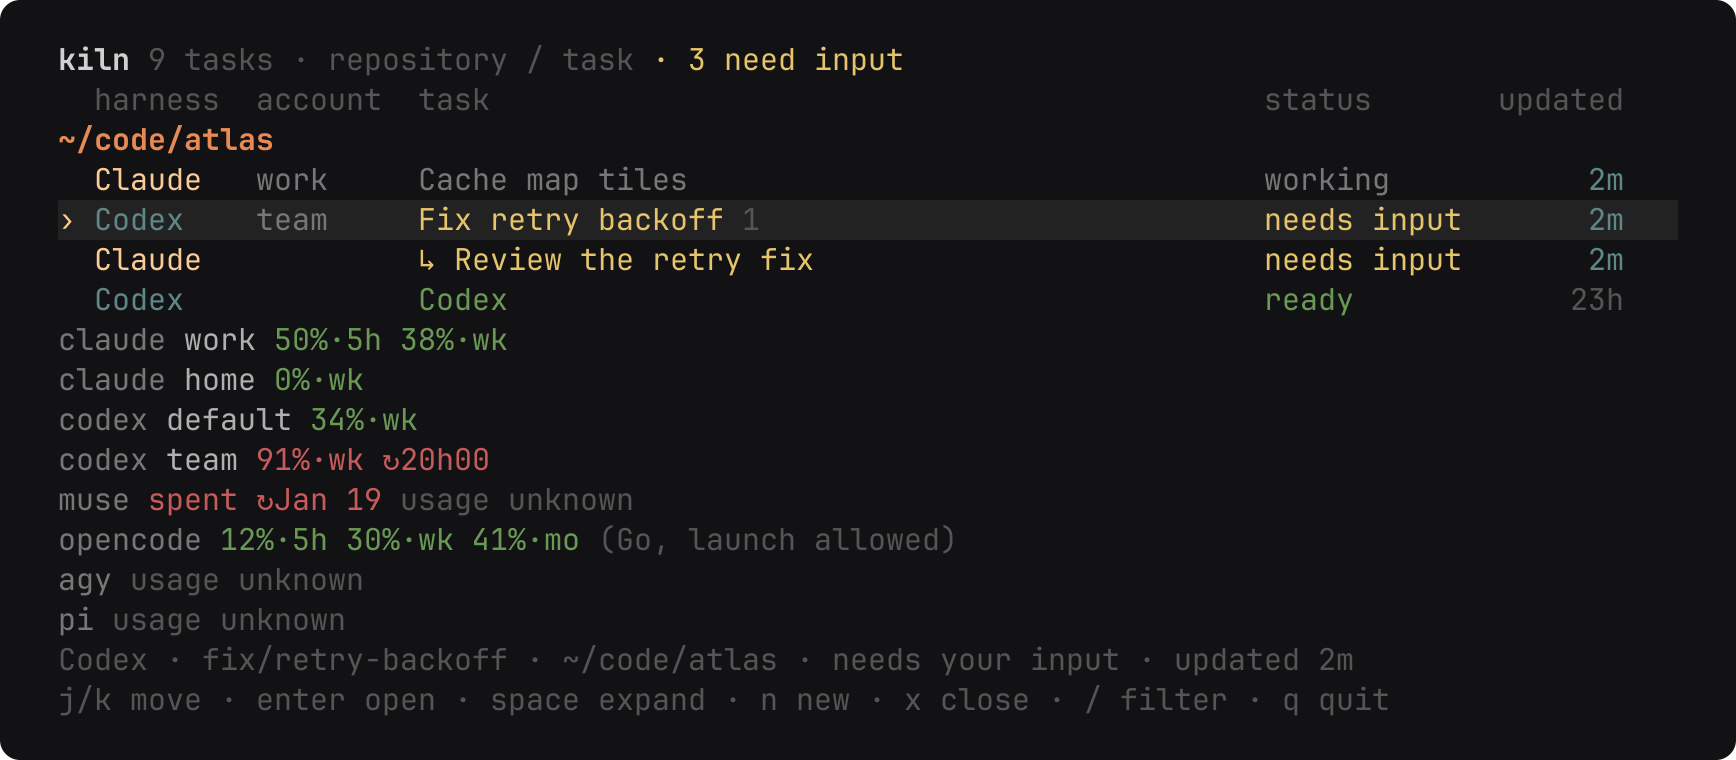 kiln 9 tasks · repository / task · 3 need input
harness account task status updated
~/code/atlas
Claude work Cache map tiles working 2m
› Codex team Fix retry backoff 1 needs input 2m
Claude ↳ Review the retry fix needs input 2m
Codex Codex ready 23h
claude work 50%·5h 38%·wk
claude home 0%·wk
codex default 34%·wk
codex team 91%·wk ↻20h00
muse spent ↻Jan 19 usage unknown
opencode 12%·5h 30%·wk 41%·mo (Go, launch allowed)
agy usage unknown
pi usage unknown
Codex · fix/retry-backoff · ~/code/atlas · needs your input · updated 2m
j/k move · enter open · space expand · n new · x close · / filter · q quit